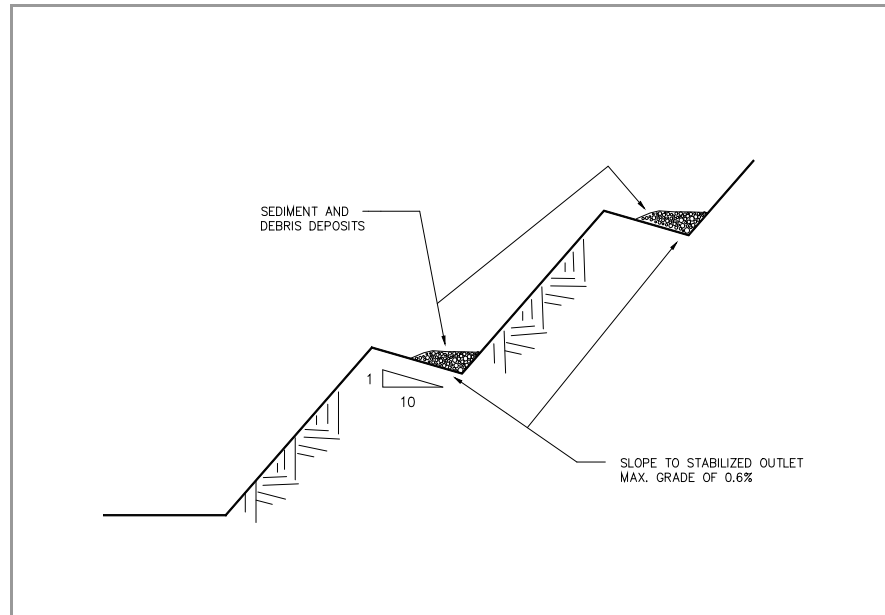 SEDIMENT AND
DEBRIS DEPOSITS
1
10
SLOPE TO STABILIZED OUTLET
MAX. GRADE OF 0.6%